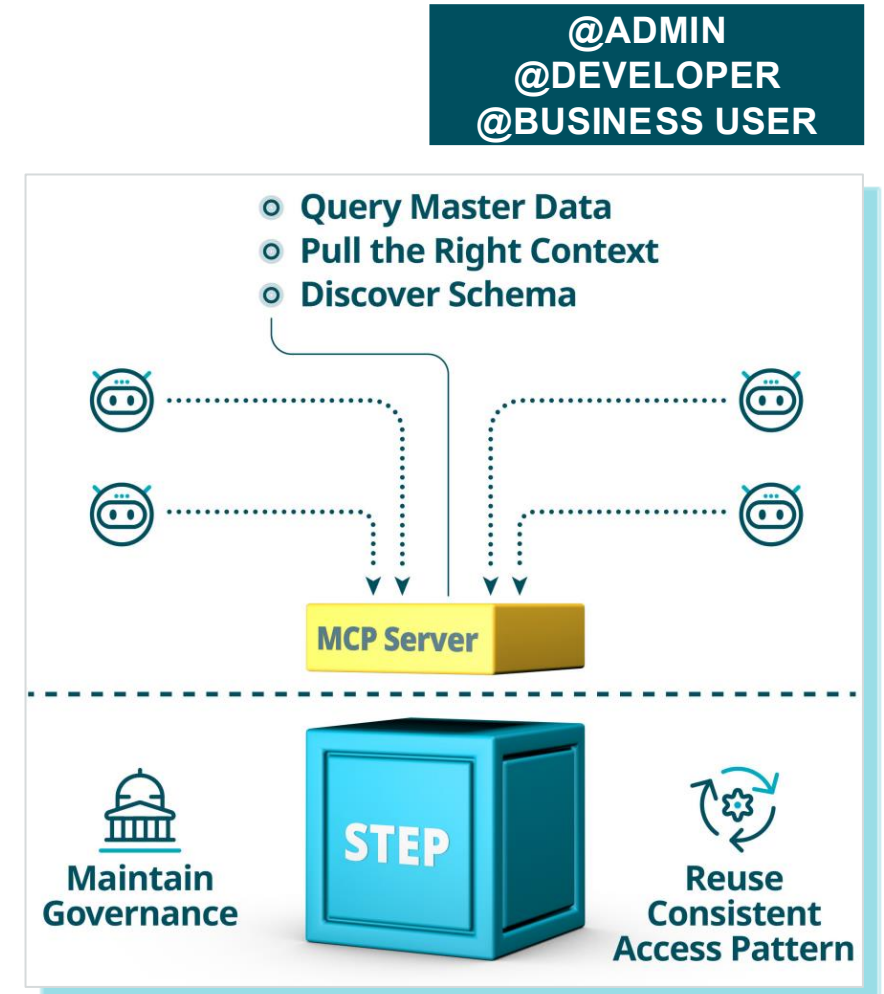 @ADMIN
@DEVELOPER
@BUSINESS USER
Query Master Data
Pull the Right Context
Discover Schema
MCP Server
STEP
Maintain
Governance
Reuse
Consistent
Access Pattern